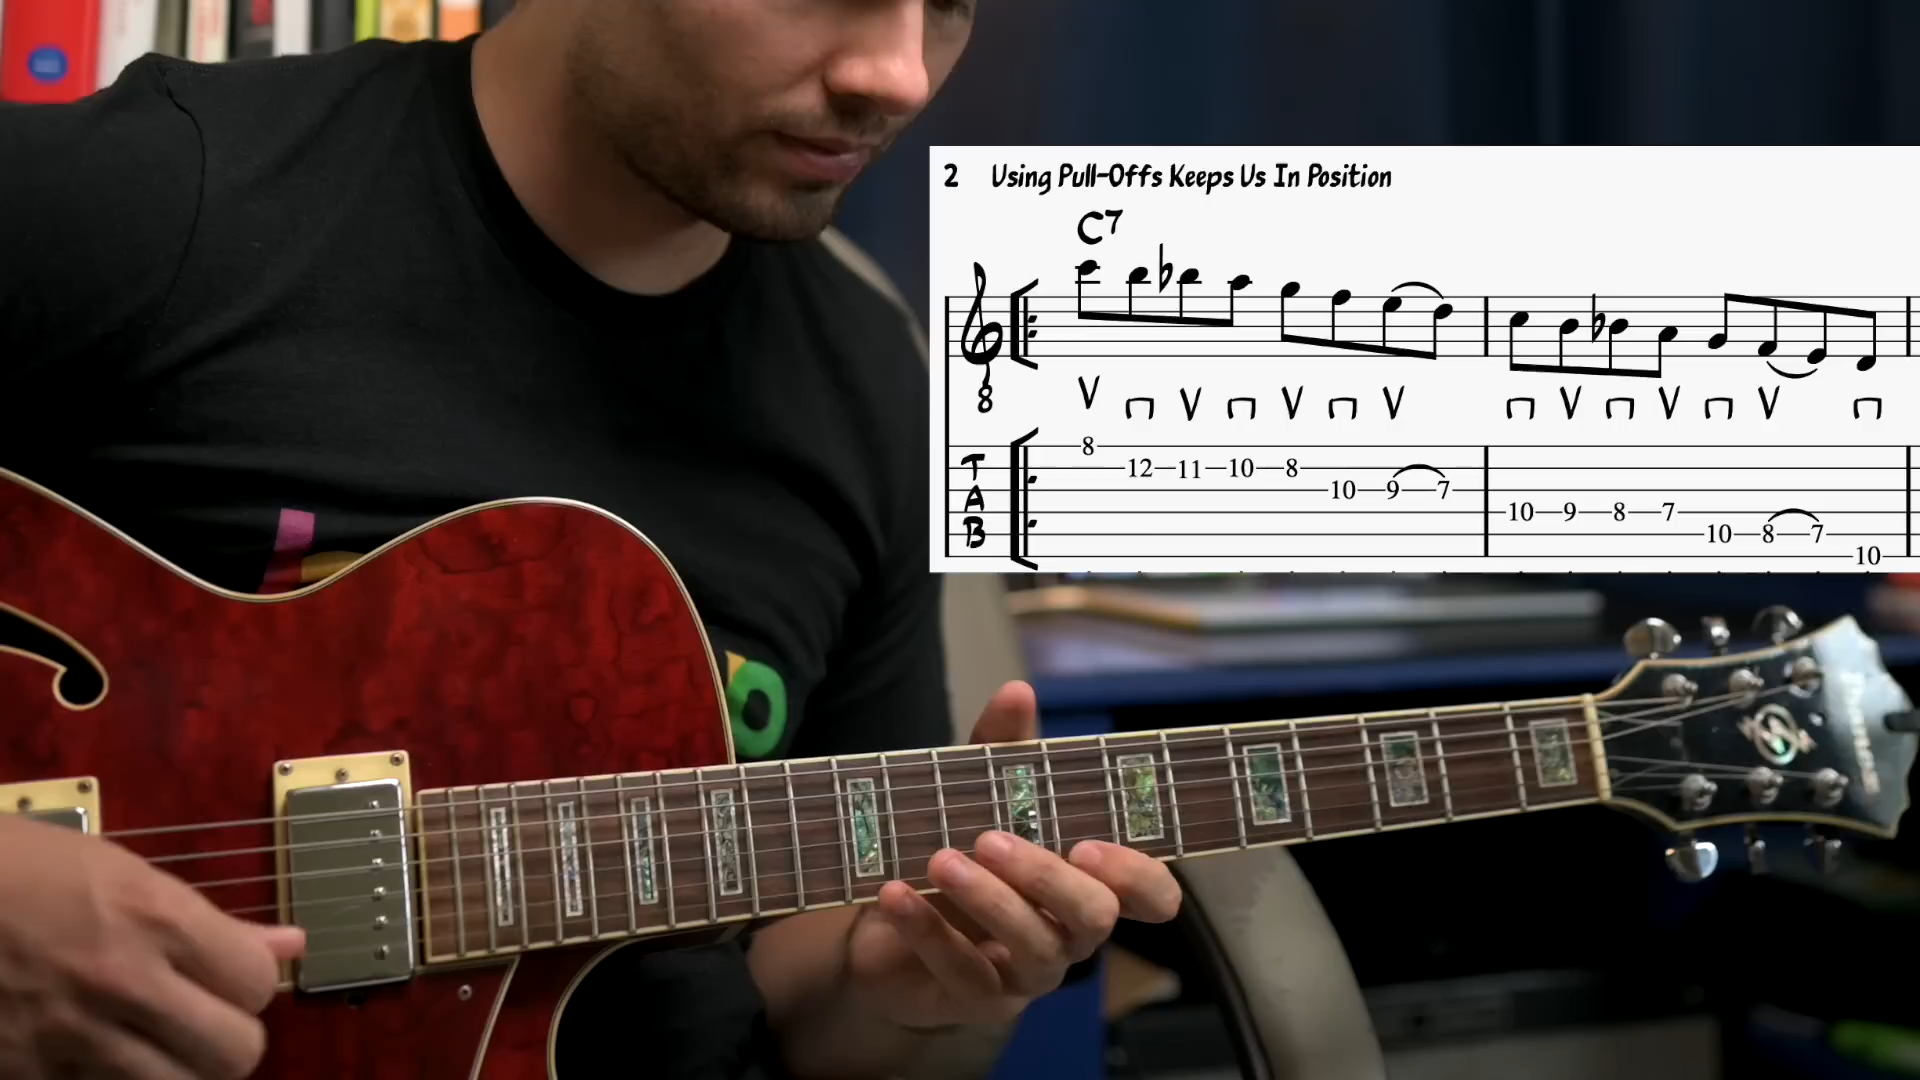 2 Using Pull-Offs Keeps Us In Position
C7
8
8
T 12 11 10 8
A 10 9 7
10 9 8 7
B 10 8 7
10